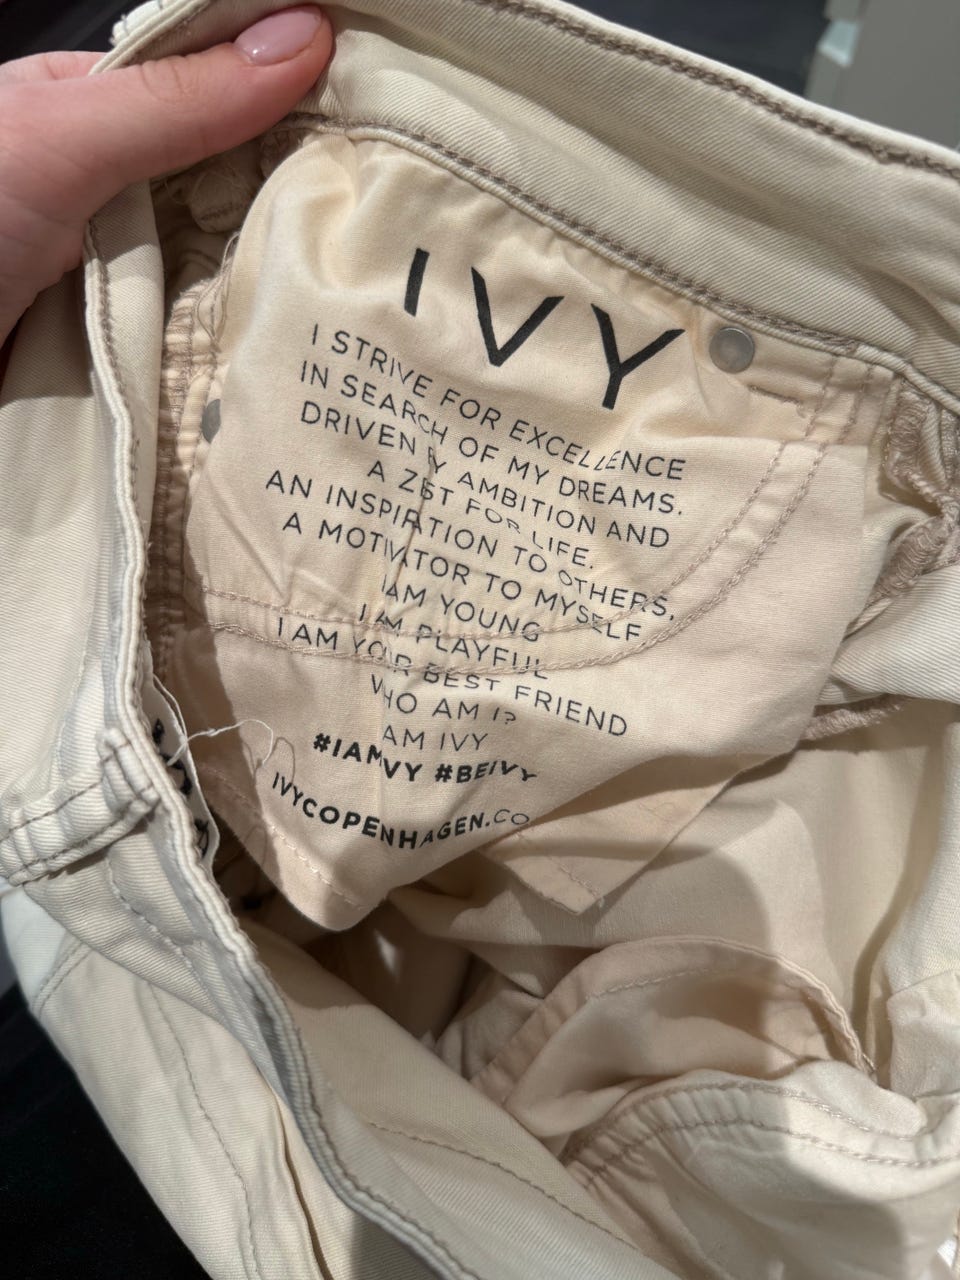 IVY
I STRIVE FOR EXCELLENCE
IN SEARCH OF MY DREAMS.
DRIVEN BY AMBITION AND
A ZEST FOR LIFE.
AN INSPIRATION TO OTHERS,
A MOTIVATOR TO MYSELF
I AM YOUNG
I AM PLAYFUL
I AM YOUR BEST FRIEND
WHO AM I?
I AM IVY
#IAMIVY #BEIVY
IVYCOPENHAGEN.CO